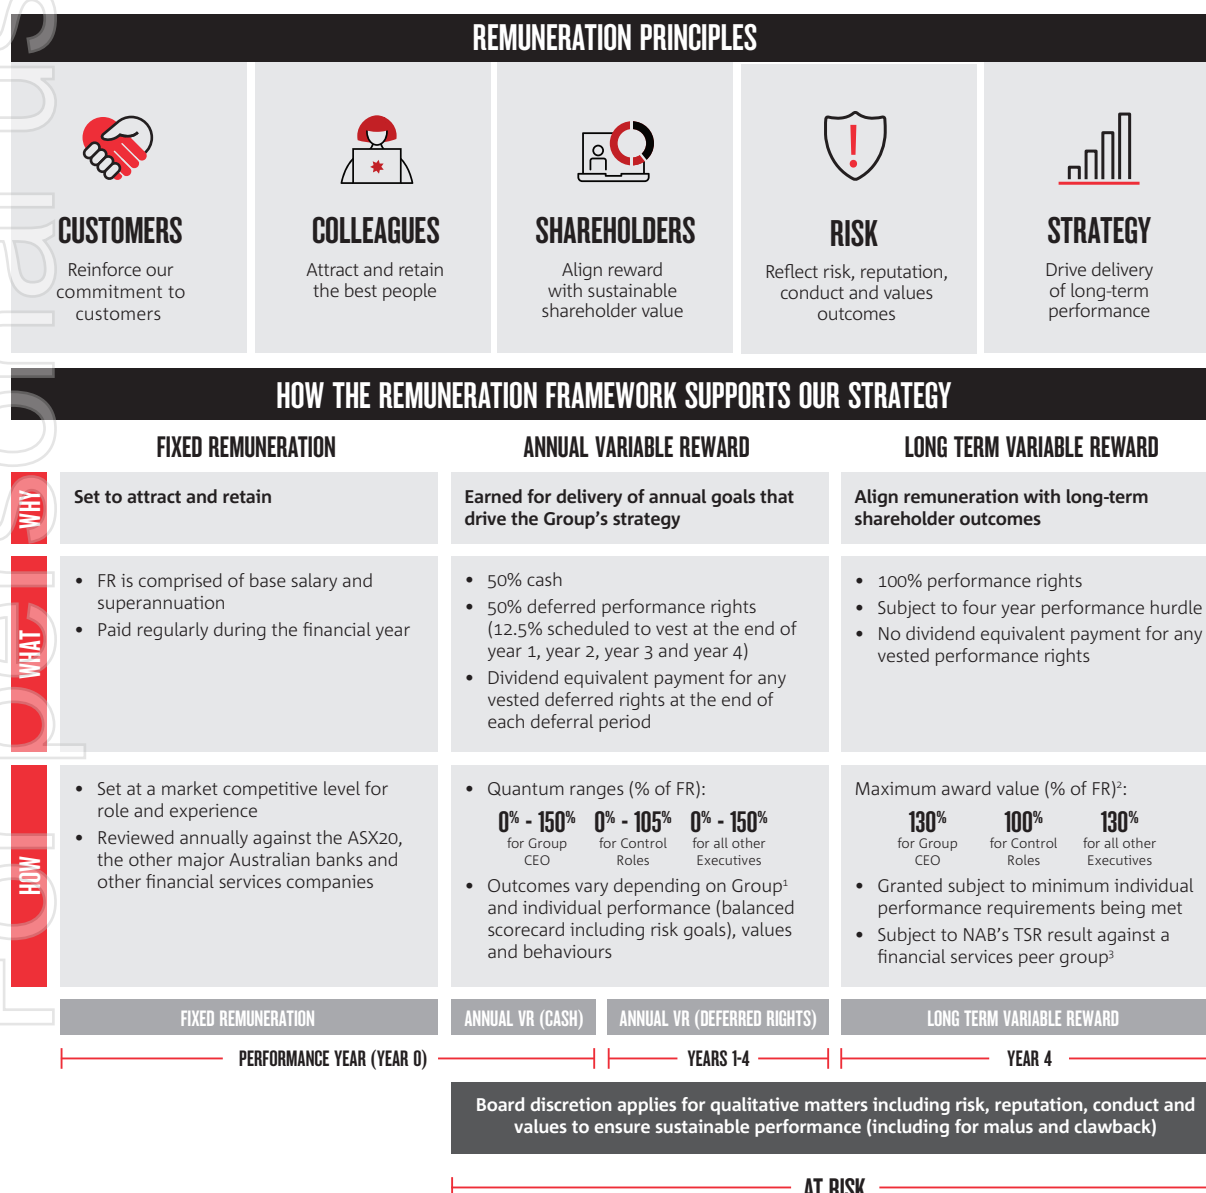 For personal us
REMUNERATION PRINCIPLES
CUSTOMERS
Reinforce our
commitment to
customers
COLLEAGUES
Attract and retain
the best people
SHAREHOLDERS
Align reward
with sustainable
shareholder value
RISK
Reflect risk, reputation,
conduct and values
outcomes
STRATEGY
Drive delivery
of long-term
performance
HOW THE REMUNERATION FRAMEWORK SUPPORTS OUR STRATEGY
FIXED REMUNERATION
ANNUAL VARIABLE REWARD
LONG TERM VARIABLE REWARD
WHY
Set to attract and retain
Earned for delivery of annual goals that
drive the Group's strategy
Align remuneration with long-term
shareholder outcomes
WHAT
• FR is comprised of base salary and
superannuation
• Paid regularly during the financial year
• 50% cash
• 50% deferred performance rights
(12.5% scheduled to vest at the end of
year 1, year 2, year 3 and year 4)
• Dividend equivalent payment for any
vested deferred rights at the end of
each deferral period
• 100% performance rights
• Subject to four year performance hurdle
• No dividend equivalent payment for any
vested performance rights
HOW
• Set at a market competitive level for
role and experience
• Reviewed annually against the ASX20,
the other major Australian banks and
other financial services companies
• Quantum ranges (% of FR):
0% - 150% 0% - 105% 0% - 150%
for Group for Control for all other
CEO Roles Executives
• Outcomes vary depending on Group¹
and individual performance (balanced
scorecard including risk goals), values
and behaviours
Maximum award value (% of FR)²:
130% 100% 130%
for Group for Control for all other
CEO Roles Executives
• Granted subject to minimum individual
performance requirements being met
• Subject to NAB's TSR result against a
financial services peer group³
FIXED REMUNERATION
ANNUAL VR (CASH)
ANNUAL VR (DEFERRED RIGHTS)
LONG TERM VARIABLE REWARD
PERFORMANCE YEAR (YEAR 0)
YEARS 1-4
YEAR 4
Board discretion applies for qualitative matters including risk, reputation, conduct and
values to ensure sustainable performance (including for malus and clawback)
AT RISK